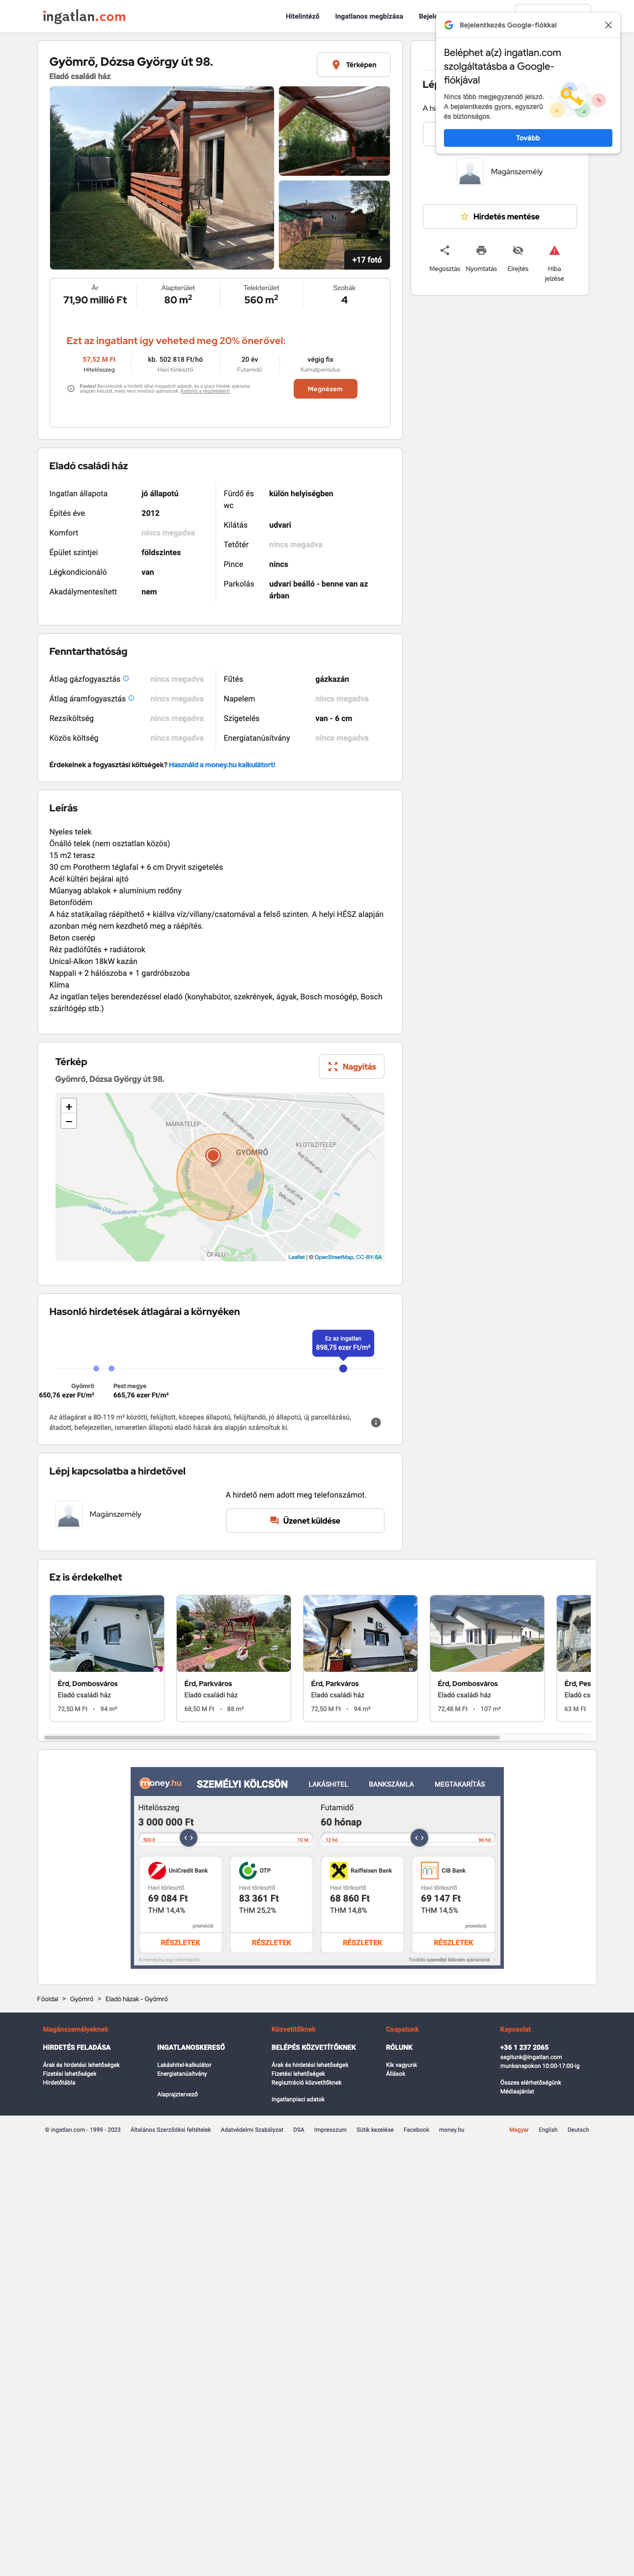 ingatlan.com
Hitelintéző
Ingatlanos megbízása
Bejele
Bejelentkezés Google-fiókkal
Beléphet a(z) ingatlan.com
szolgáltatásba a Google-
fiókjával
Nincs több megjegyzendő jelszó.
A bejelentkezés gyors, egyszerű
és biztonságos.
Tovább
Gyömrő, Dózsa György út 98.
Eladó családi ház
Térképen
Lép
A hi
Magánszemély
Hirdetés mentése
Megosztás
Nyomtatás
Elrejtés
Hiba
jelzése
+17 fotó
Ár
Alapterület
Telekterület
Szobák
71,90 millió Ft
80 m²
560 m²
4
Ezt az ingatlant így veheted meg 20% önerővel:
57,52 M Ft
kb. 502 818 Ft/hó
20 év
végig fix
Hitelösszeg
Havi törlesztő
Futamidő
Kamatperiódus
Fontos! Becslésünk a hirdető által megadott adatok, és a piaci hitelek ajánlatai
alapján készült, mely nem minősül ajánlatnak. Kattints a részletekért!
Megnézem
Eladó családi ház
Ingatlan állapota
jó állapotú
Építés éve
2012
Komfort
nincs megadva
Épület szintjei
földszintes
Légkondicionáló
van
Akadálymentesített
nem
Fürdő és
wc
külön helyiségben
Kilátás
udvari
Tetőtér
nincs megadva
Pince
nincs
Parkolás
udvari beálló - benne van az
árban
Fenntarthatóság
Átlag gázfogyasztás
nincs megadva
Átlag áramfogyasztás
nincs megadva
Rezsiköltség
nincs megadva
Közös költség
nincs megadva
Fűtés
gázkazán
Napelem
nincs megadva
Szigetelés
van - 6 cm
Energiatanúsítvány
nincs megadva
Érdekelnek a fogyasztási költségek? Használd a money.hu kalkulátort!
Leírás
Nyeles telek
Önálló telek (nem osztatlan közös)
15 m2 terasz
30 cm Porotherm téglafal + 6 cm Dryvit szigetelés
Acél kültéri bejárai ajtó
Műanyag ablakok + alumínium redőny
Betonfödém
A ház statikailag ráépíthető + kiállva víz/villany/csatornával a felső szinten. A helyi HÉSZ alapján
azonban még nem kezdhető meg a ráépítés.
Beton cserép
Réz padlófűtés + radiátorok
Unical-Alkon 18kW kazán
Nappali + 2 hálószoba + 1 gardróbszoba
Klíma
Az ingatlan teljes berendezéssel eladó (konyhabútor, szekrények, ágyak, Bosch mosógép, Bosch
szárítógép stb.)
Térkép
Gyömrő, Dózsa György út 98.
Nagyítás
+
−
MÁRIATELEP
GYÖMRŐ
KLOTILDTELEP
ÓFALU
Leaflet | © OpenStreetMap, CC-BY-SA
Hasonló hirdetések átlagárai a környéken
Ez az ingatlan
898,75 ezer Ft/m²
Gyömrő
650,76 ezer Ft/m²
Pest megye
665,76 ezer Ft/m²
Az átlagárat a 80-119 m² közötti, felújított, közepes állapotú, felújítandó, jó állapotú, új parcellázású,
átadott, befejezetlen, ismeretlen állapotú eladó házak ára alapján számoltuk ki.
Lépj kapcsolatba a hirdetővel
Magánszemély
A hirdető nem adott meg telefonszámot.
Üzenet küldése
Ez is érdekelhet
Érd, Dombosváros
Eladó családi ház
72,50 M Ft • 94 m²
Érd, Parkváros
Eladó családi ház
68,50 M Ft • 88 m²
Érd, Parkváros
Eladó családi ház
72,50 M Ft • 94 m²
Érd, Dombosváros
Eladó családi ház
72,48 M Ft • 107 m²
Érd, Pes
Eladó cs
63 M Ft
money.hu
SZEMÉLYI KÖLCSÖN
LAKÁSHITEL
BANKSZÁMLA
MEGTAKARÍTÁS
Hitelösszeg
3 000 000 Ft
500 E
10 M.
Futamidő
60 hónap
12 hó.
96 hó.
UniCredit Bank
Havi törlesztő
69 084 Ft
THM 14,4%
promóció
RÉSZLETEK
OTP
Havi törlesztő
83 361 Ft
THM 25,2%
RÉSZLETEK
Raiffeisen Bank
Havi törlesztő
68 860 Ft
THM 14,8%
RÉSZLETEK
CIB Bank
Havi törlesztő
69 147 Ft
THM 14,5%
promóció
RÉSZLETEK
A money.hu jogi információi
További személyi kölcsön ajánlataink
Főoldal > Gyömrő > Eladó házak - Gyömrő
Magánszemélyeknek
HIRDETÉS FELADÁSA
Árak és hirdetési lehetőségek
Fizetési lehetőségek
Hirdetőtábla
INGATLANOSKERESŐ
Lakáshitel-kalkulátor
Energiatanúsítvány
Alaprajztervező
Közvetítőknek
BELÉPÉS KÖZVETÍTŐKNEK
Árak és hirdetési lehetőségek
Fizetési lehetőségek
Regisztráció közvetítőknek
Ingatlanpiaci adatok
Csapatunk
RÓLUNK
Kik vagyunk
Állások
Kapcsolat
+36 1 237 2065
segitunk@ingatlan.com
munkanapokon 10:00-17:00-ig
Összes elérhetőségünk
Médiaajánlat
© ingatlan.com - 1999 - 2023
Általános Szerződési feltételek
Adatvédelmi Szabályzat
DSA
Impresszum
Sütik kezelése
Facebook
money.hu
Magyar
English
Deutsch